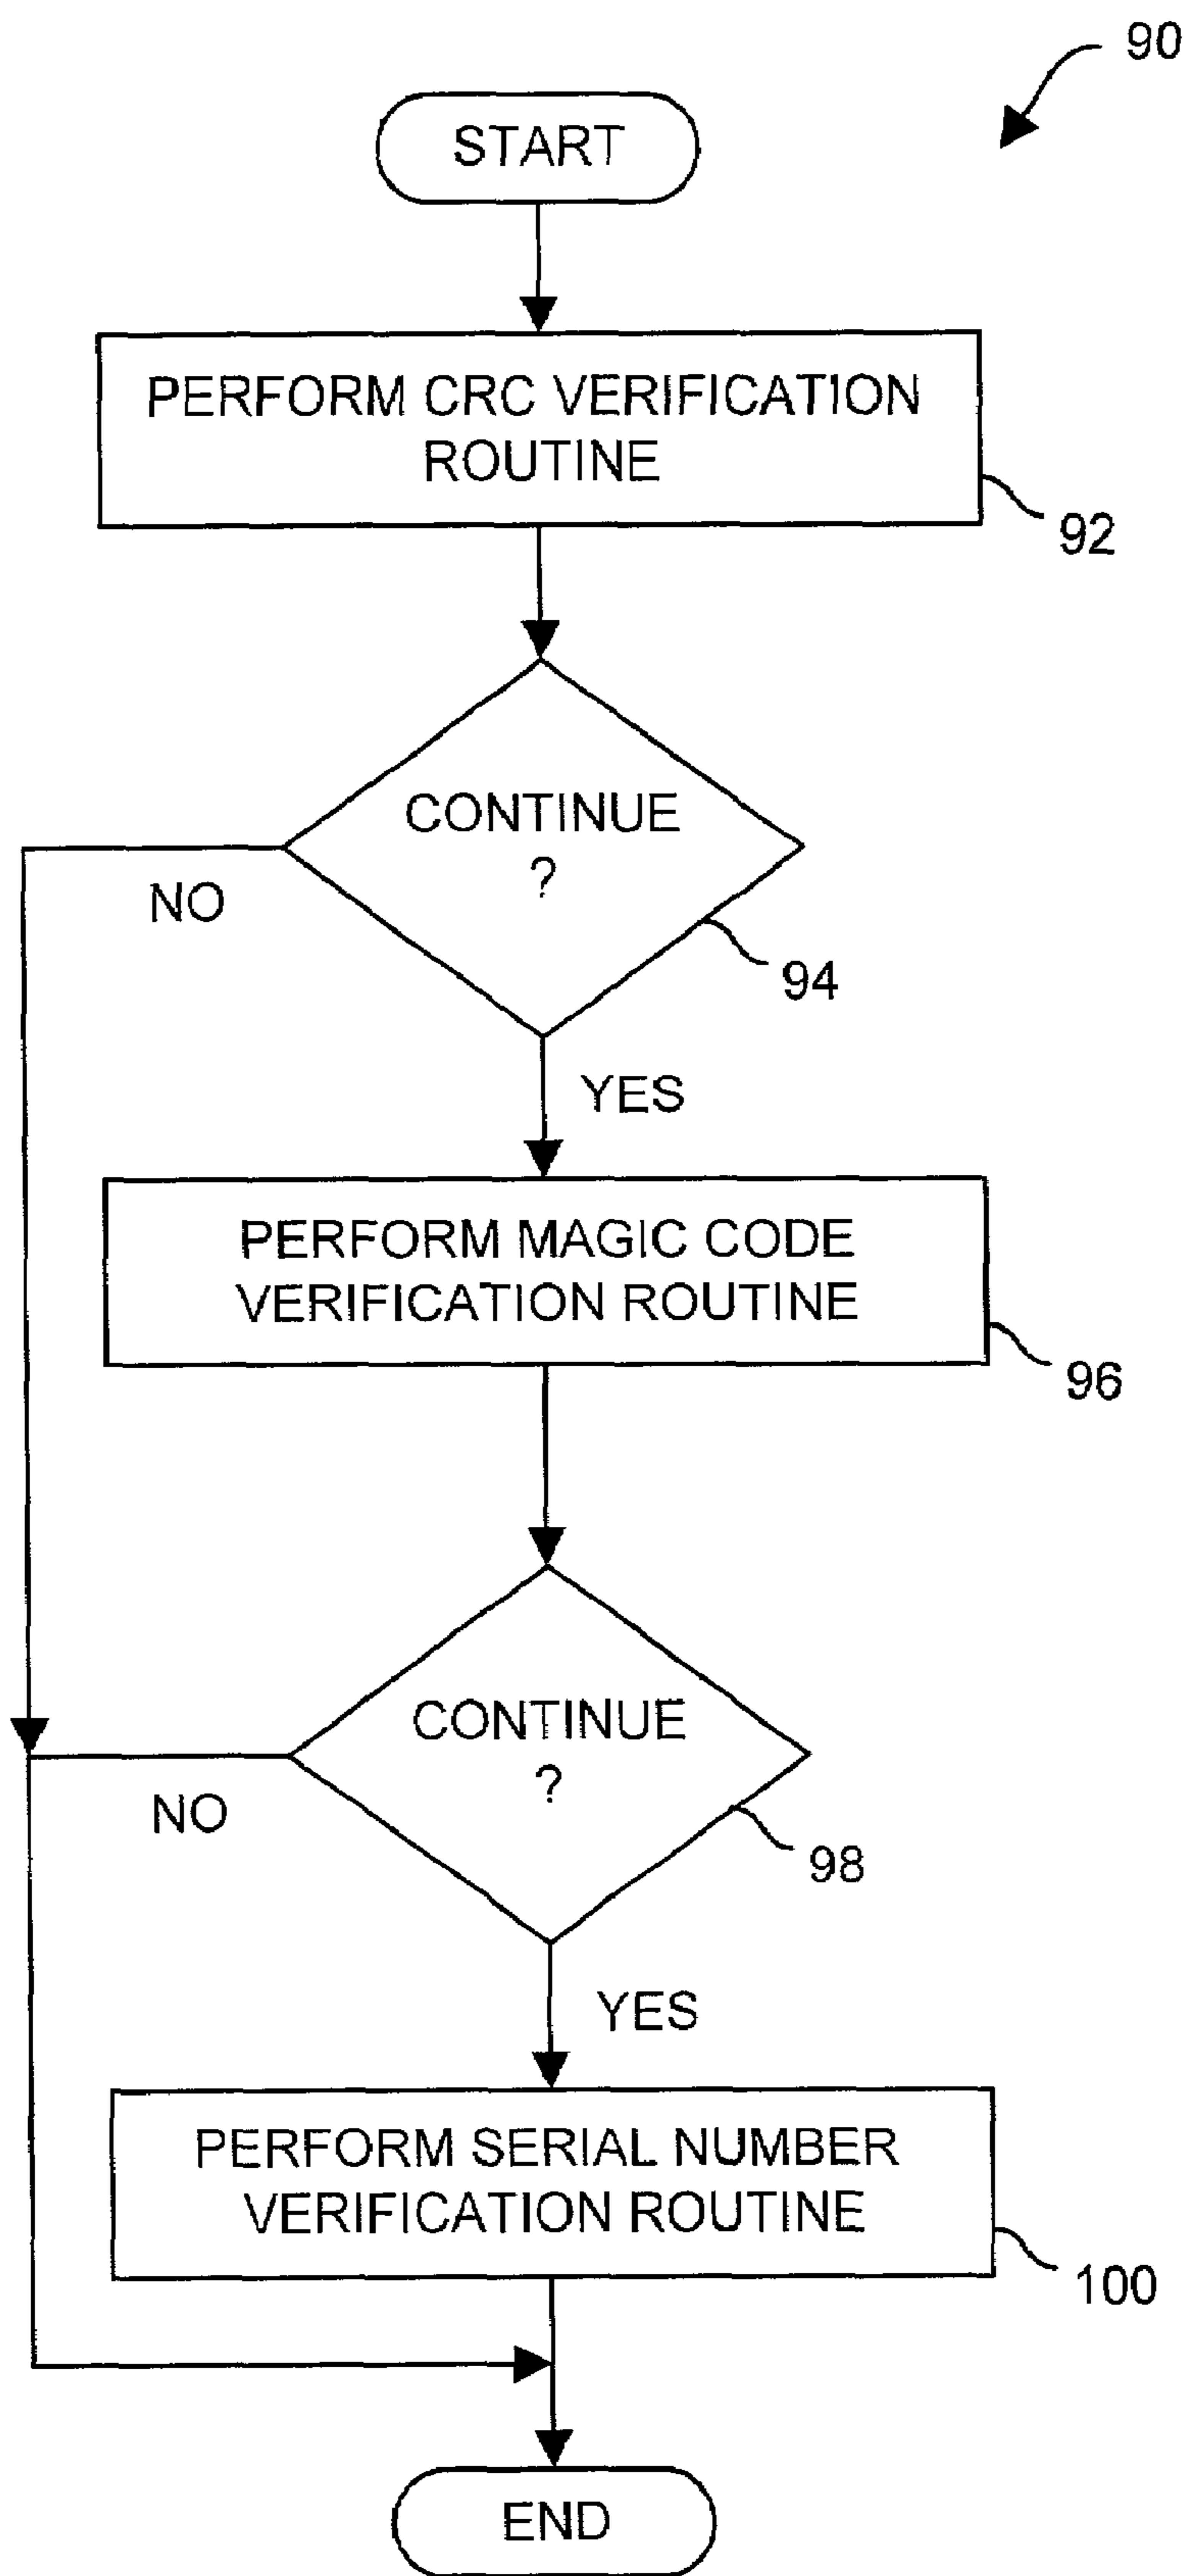 90
START
PERFORM CRC VERIFICATION
ROUTINE
92
CONTINUE
?
NO
94
YES
PERFORM MAGIC CODE
VERIFICATION ROUTINE
96
CONTINUE
?
NO
98
YES
PERFORM SERIAL NUMBER
VERIFICATION ROUTINE
100
END